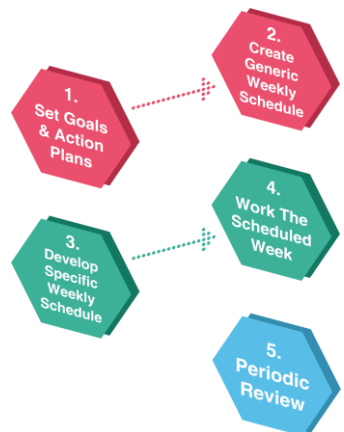 1.
Set Goals
& Action
Plans
2.
Create
Generic
Weekly
Schedule
3.
Develop
Specific
Weekly
Schedule
4.
Work The
Scheduled
Week
5.
Periodic
Review